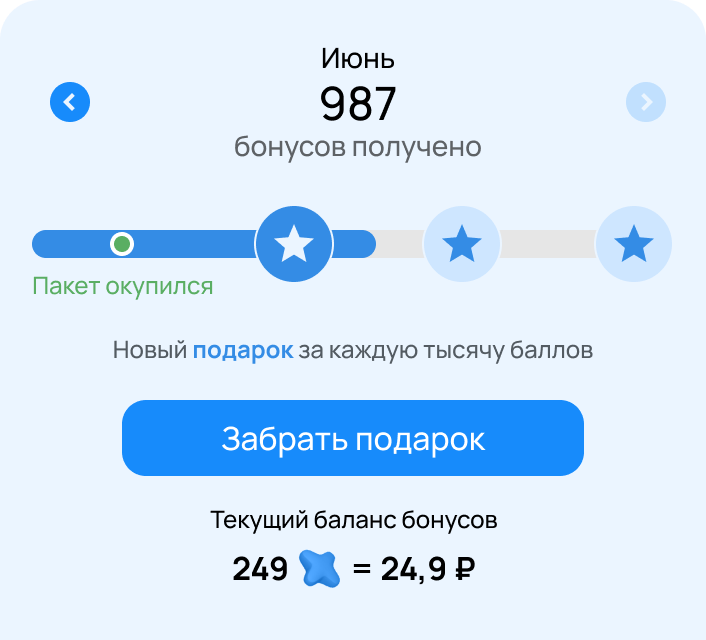 Июнь
987
бонусов получено
Пакет окупился
Новый подарок за каждую тысячу баллов
Забрать подарок
Текущий баланс бонусов
249 = 24,9 ₽